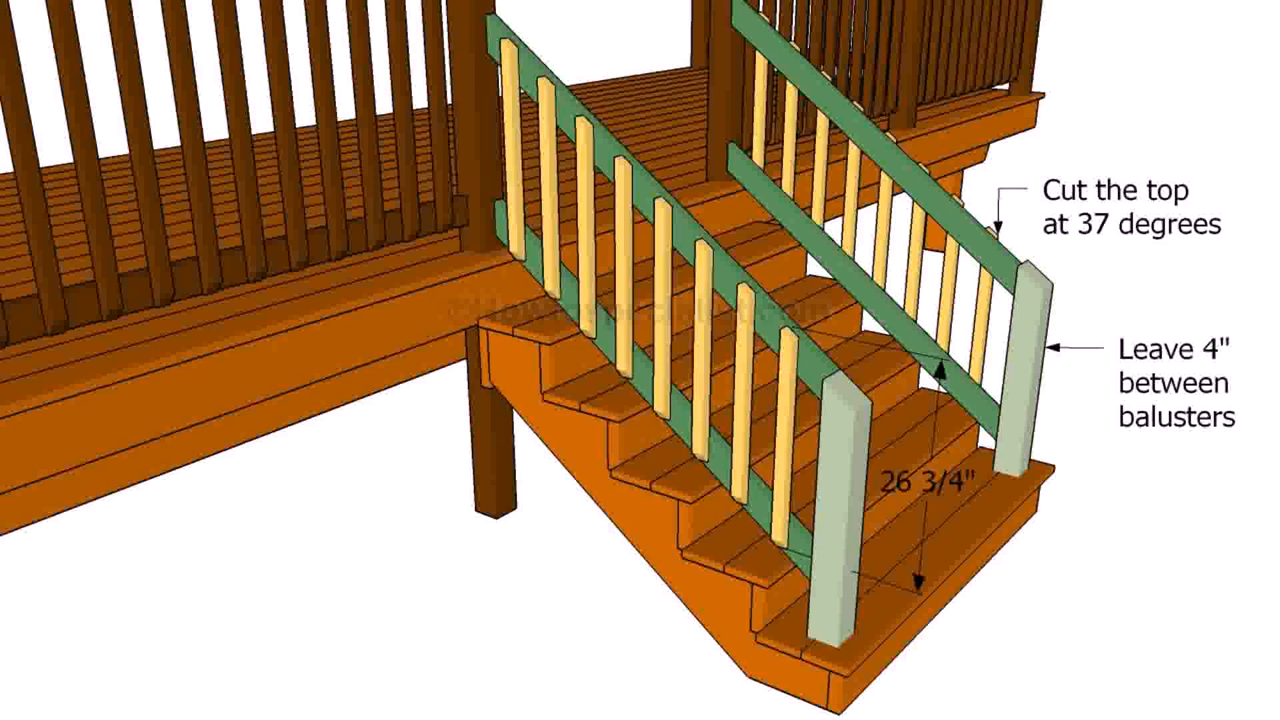 Cut the top
at 37 degrees
Leave 4"
between
balusters
26 3/4"